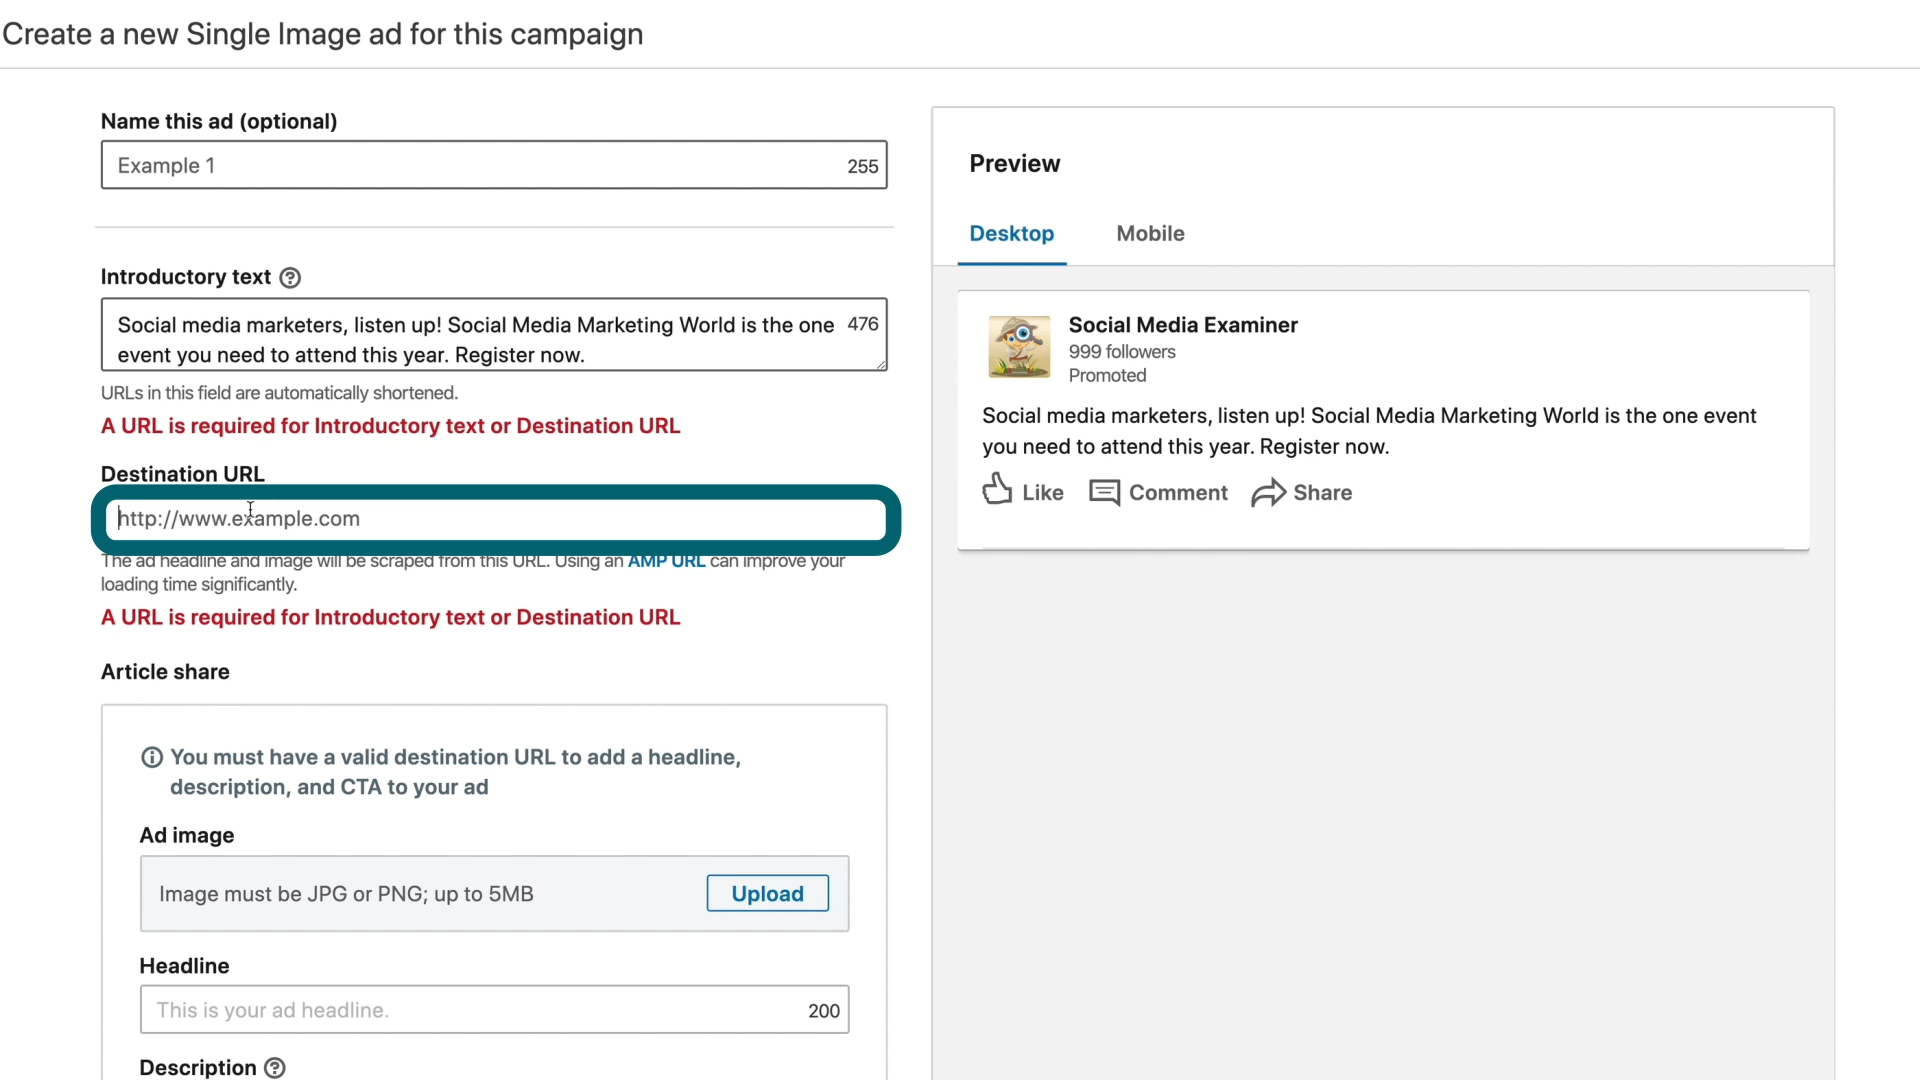 Create a new Single Image ad for this campaign
Name this ad (optional)
Example 1
255
Introductory text
Social media marketers, listen up! Social Media Marketing World is the one
476
event you need to attend this year. Register now.
URLs in this field are automatically shortened.
A URL is required for Introductory text or Destination URL
Destination URL
http://www.example.com
The ad headline and image will be scraped from this URL. Using an AMP URL can improve your
loading time significantly.
A URL is required for Introductory text or Destination URL
Article share
You must have a valid destination URL to add a headline,
description, and CTA to your ad
Ad image
Image must be JPG or PNG; up to 5MB
Upload
Headline
This is your ad headline.
200
Description
Preview
Desktop
Mobile
Social Media Examiner
999 followers
Promoted
Social media marketers, listen up! Social Media Marketing World is the one event
you need to attend this year. Register now.
Like
Comment
Share